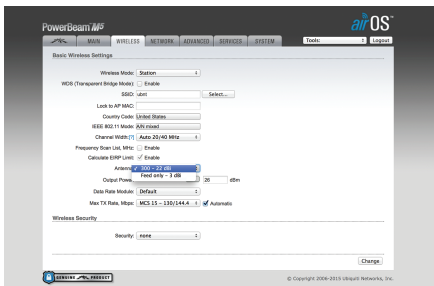 PowerBeam M5
airOS™
MAIN WIRELESS NETWORK ADVANCED SERVICES SYSTEM Tools: Logout
Basic Wireless Settings
Wireless Mode: Station
WDS (Transparent Bridge Mode): Enable
SSID: ubnt Select...
Lock to AP MAC:
Country Code: United States
IEEE 802.11 Mode: A/N mixed
Channel Width:[?] Auto 20/40 MHz
Frequency Scan List, MHz: Enable
Calculate EIRP Limit: Enable
Antenna: 300 - 22 dBi
Feed only - 3 dBi
Output Power: 26 dBm
Data Rate Module: Default
Max TX Rate, Mbps: MCS 15 - 130/144.4 Automatic
Wireless Security
Security: none
Change
GENUINE PRODUCT © Copyright 2006-2015 Ubiquiti Networks, Inc.